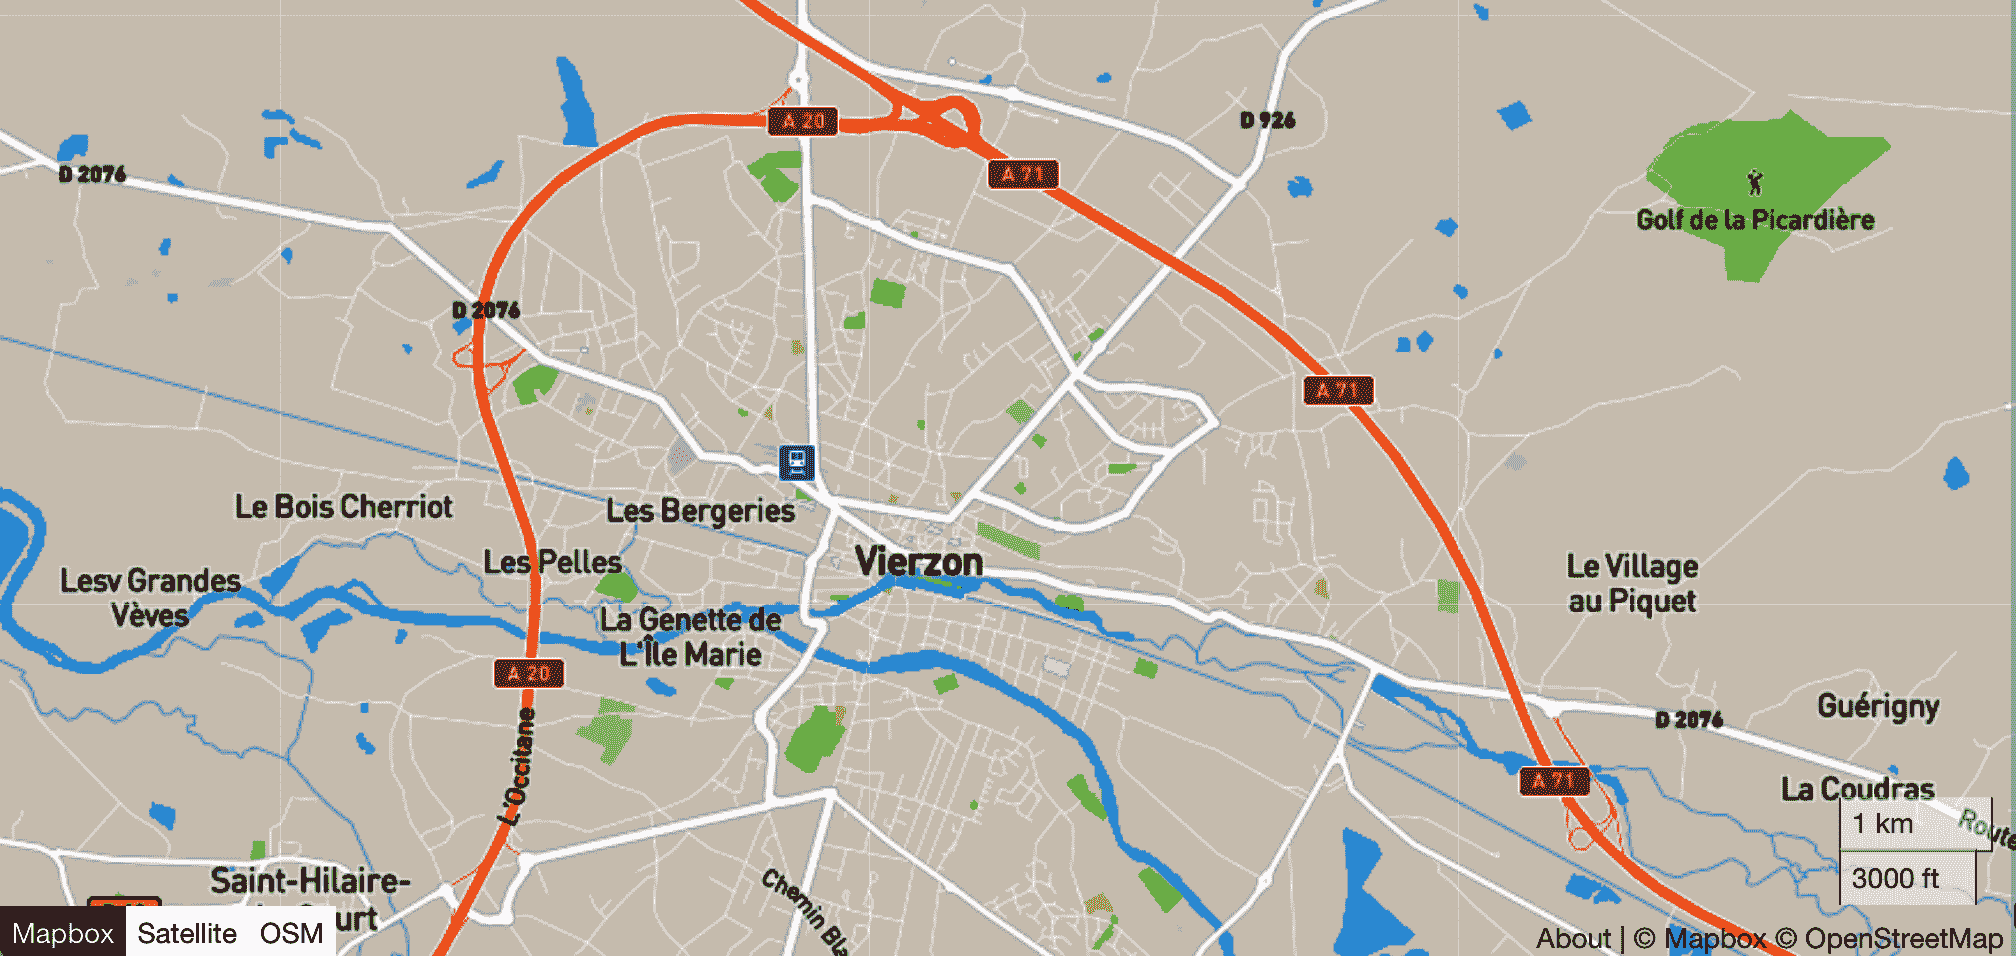 A 20
D 926
A 71
D 2076
Golf de la Picardière
D 2076
A 71
Le Bois Cherriot
Les Bergeries
Vierzon
Les Pelles
Lesv Grandes
Vèves
Le Village
au Piquet
La Genette de
L'Île Marie
A 20
L'Occitane
D 2076
Guérigny
A 71
La Coudras
1 km
Route
3000 ft
Saint-Hilaire-
urt
Chemin Bla
Mapbox Satellite OSM
About | © Mapbox © OpenStreetMap